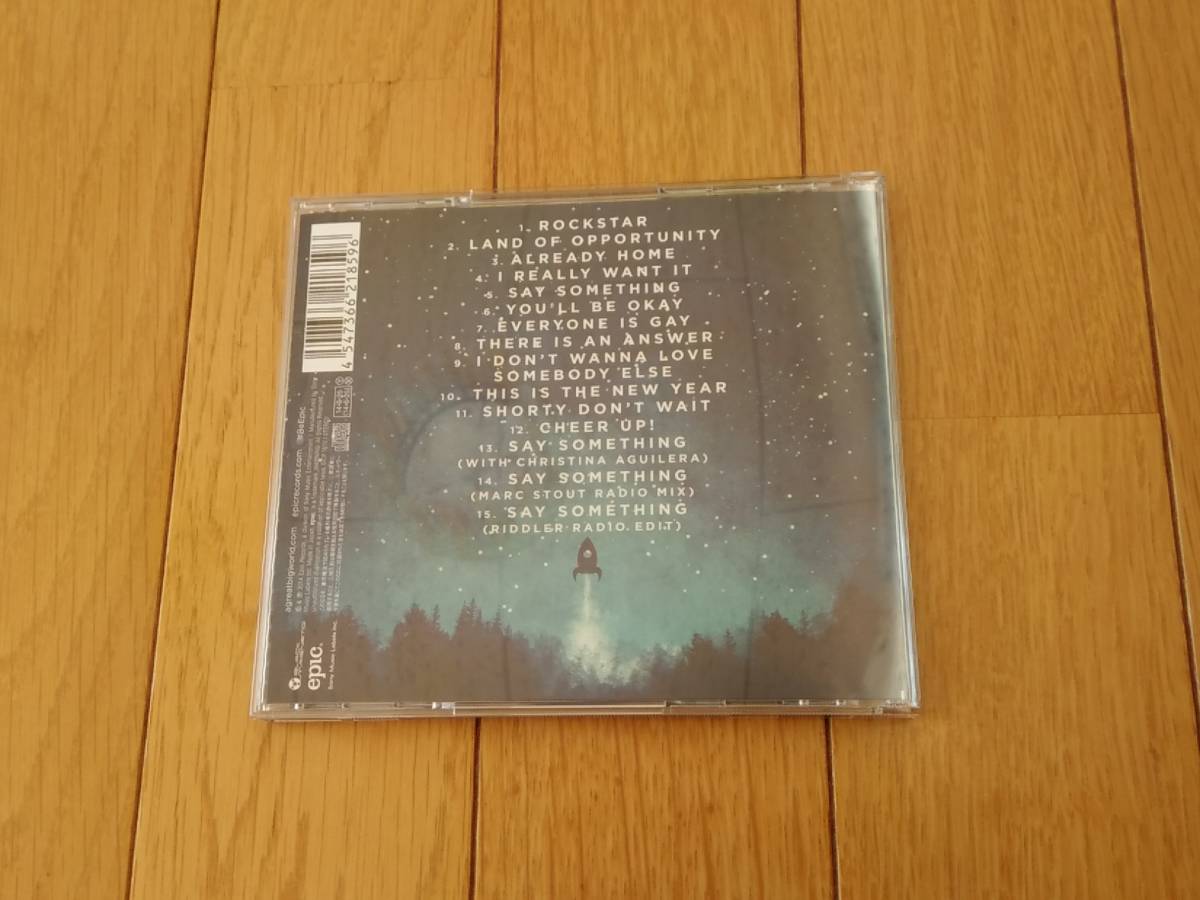 1. ROCKSTAR
2. LAND OF OPPORTUNITY
3. ALREADY HOME
4. I REALLY WANT IT
5. SAY SOMETHING
6. YOU'LL BE OKAY
7. EVERYONE IS GAY
8. THERE IS AN ANSWER
9. I DON'T WANNA LOVE
SOMEBODY ELSE
10. THIS IS THE NEW YEAR
11. SHORTY DON'T WAIT
12. CHEER UP!
13. SAY SOMETHING
(WITH CHRISTINA AGUILERA)
14. SAY SOMETHING
(MARC STOUT RADIO MIX)
15. SAY SOMETHING
(RIDDLER RADIO EDIT)
4 547366 218596
agreatbigworld.com epicrecords.com
epic.
Sony Music Labels Inc.